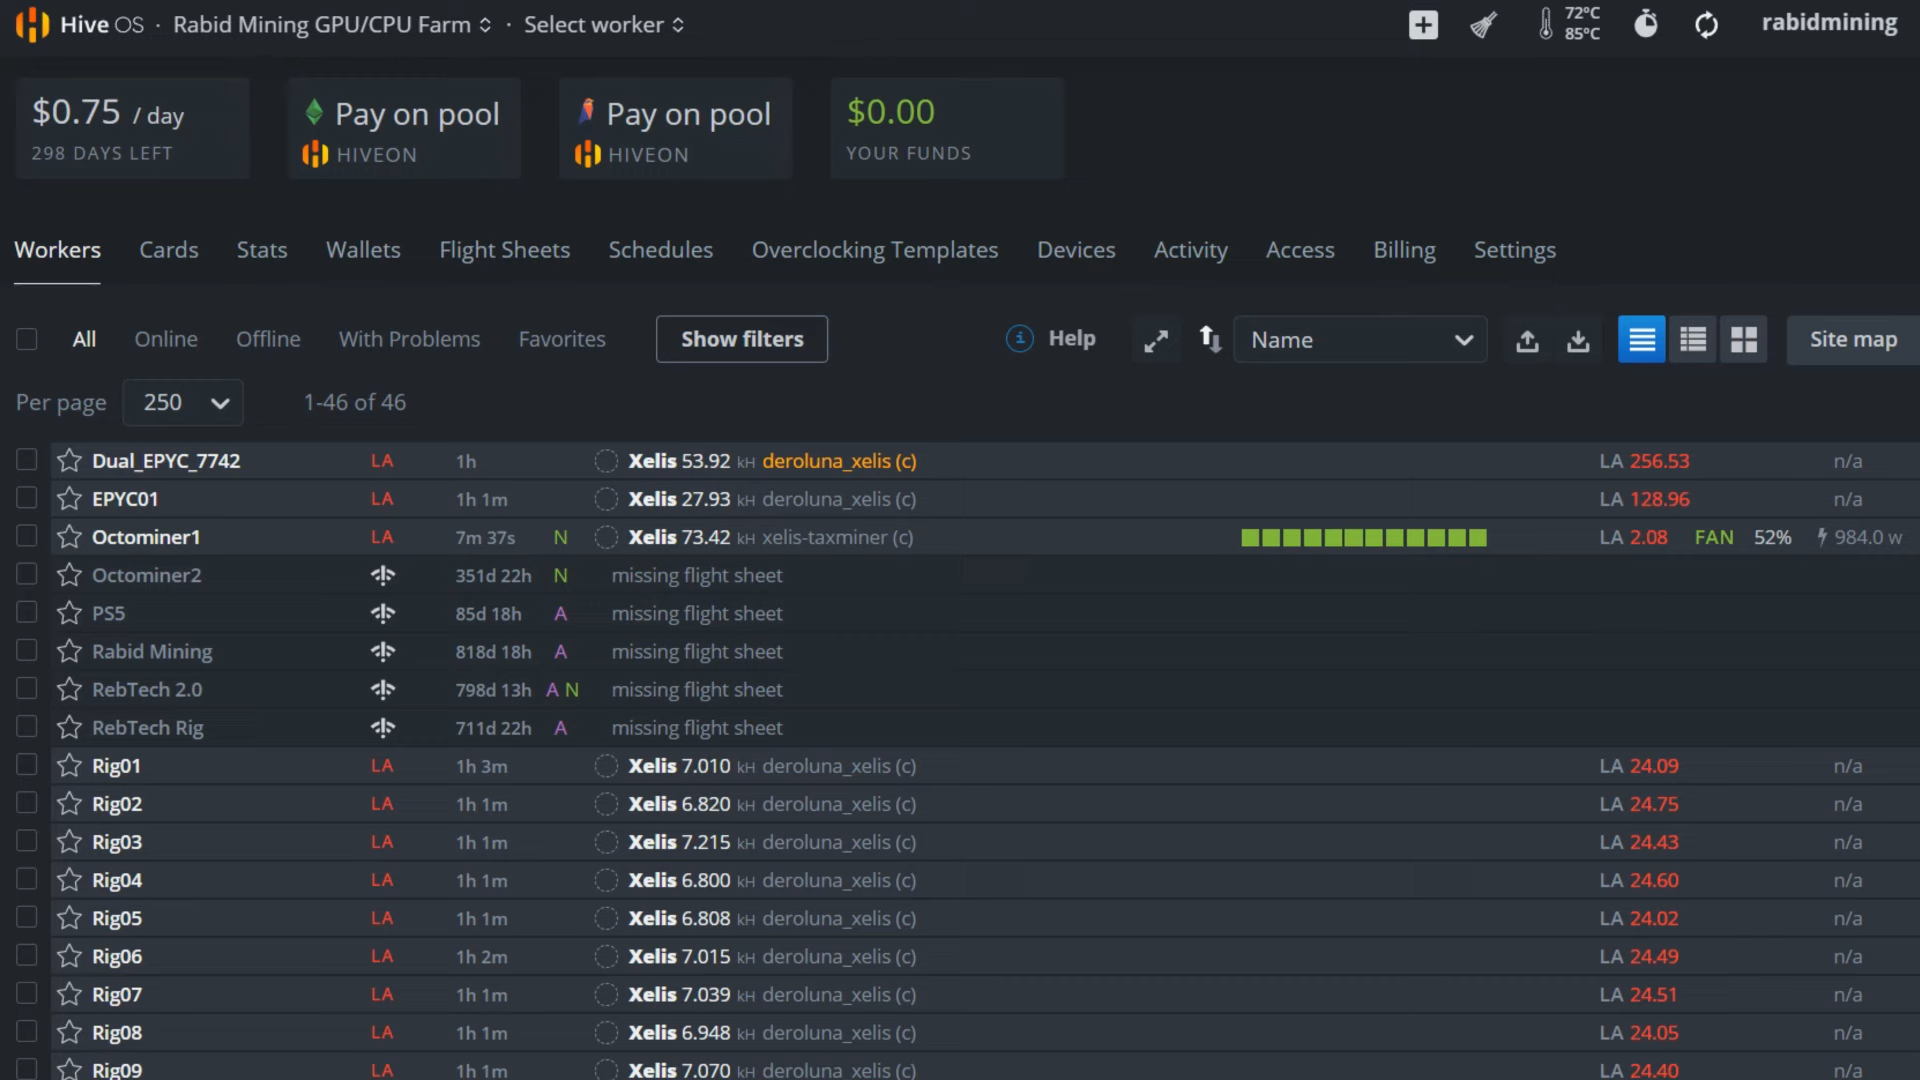 Hive OS · Rabid Mining GPU/CPU Farm · Select worker 72°C 85°C rabidmining
$0.75 / day Pay on pool Pay on pool $0.00
298 DAYS LEFT HIVEON HIVEON YOUR FUNDS
Workers Cards Stats Wallets Flight Sheets Schedules Overclocking Templates Devices Activity Access Billing Settings
All Online Offline With Problems Favorites Show filters Help Name Site map
Per page 250 1-46 of 46
Dual_EPYC_7742 LA 1h Xelis 53.92 kH deroluna_xelis (c) LA 256.53 n/a
EPYC01 LA 1h 1m Xelis 27.93 kH deroluna_xelis (c) LA 128.96 n/a
Octominer1 LA 7m 37s N Xelis 73.42 kH xelis-taxminer (c) LA 2.08 FAN 52% 984.0 w
Octominer2 351d 22h N missing flight sheet
PS5 85d 18h A missing flight sheet
Rabid Mining 818d 18h A missing flight sheet
RebTech 2.0 798d 13h A N missing flight sheet
RebTech Rig 711d 22h A missing flight sheet
Rig01 LA 1h 3m Xelis 7.010 kH deroluna_xelis (c) LA 24.09 n/a
Rig02 LA 1h 1m Xelis 6.820 kH deroluna_xelis (c) LA 24.75 n/a
Rig03 LA 1h 1m Xelis 7.215 kH deroluna_xelis (c) LA 24.43 n/a
Rig04 LA 1h 1m Xelis 6.800 kH deroluna_xelis (c) LA 24.60 n/a
Rig05 LA 1h 1m Xelis 6.808 kH deroluna_xelis (c) LA 24.02 n/a
Rig06 LA 1h 2m Xelis 7.015 kH deroluna_xelis (c) LA 24.49 n/a
Rig07 LA 1h 1m Xelis 7.039 kH deroluna_xelis (c) LA 24.51 n/a
Rig08 LA 1h 1m Xelis 6.948 kH deroluna_xelis (c) LA 24.05 n/a
Rig09 LA 1h 1m Xelis 7.070 kH deroluna_xelis (c) LA 24.40 n/a